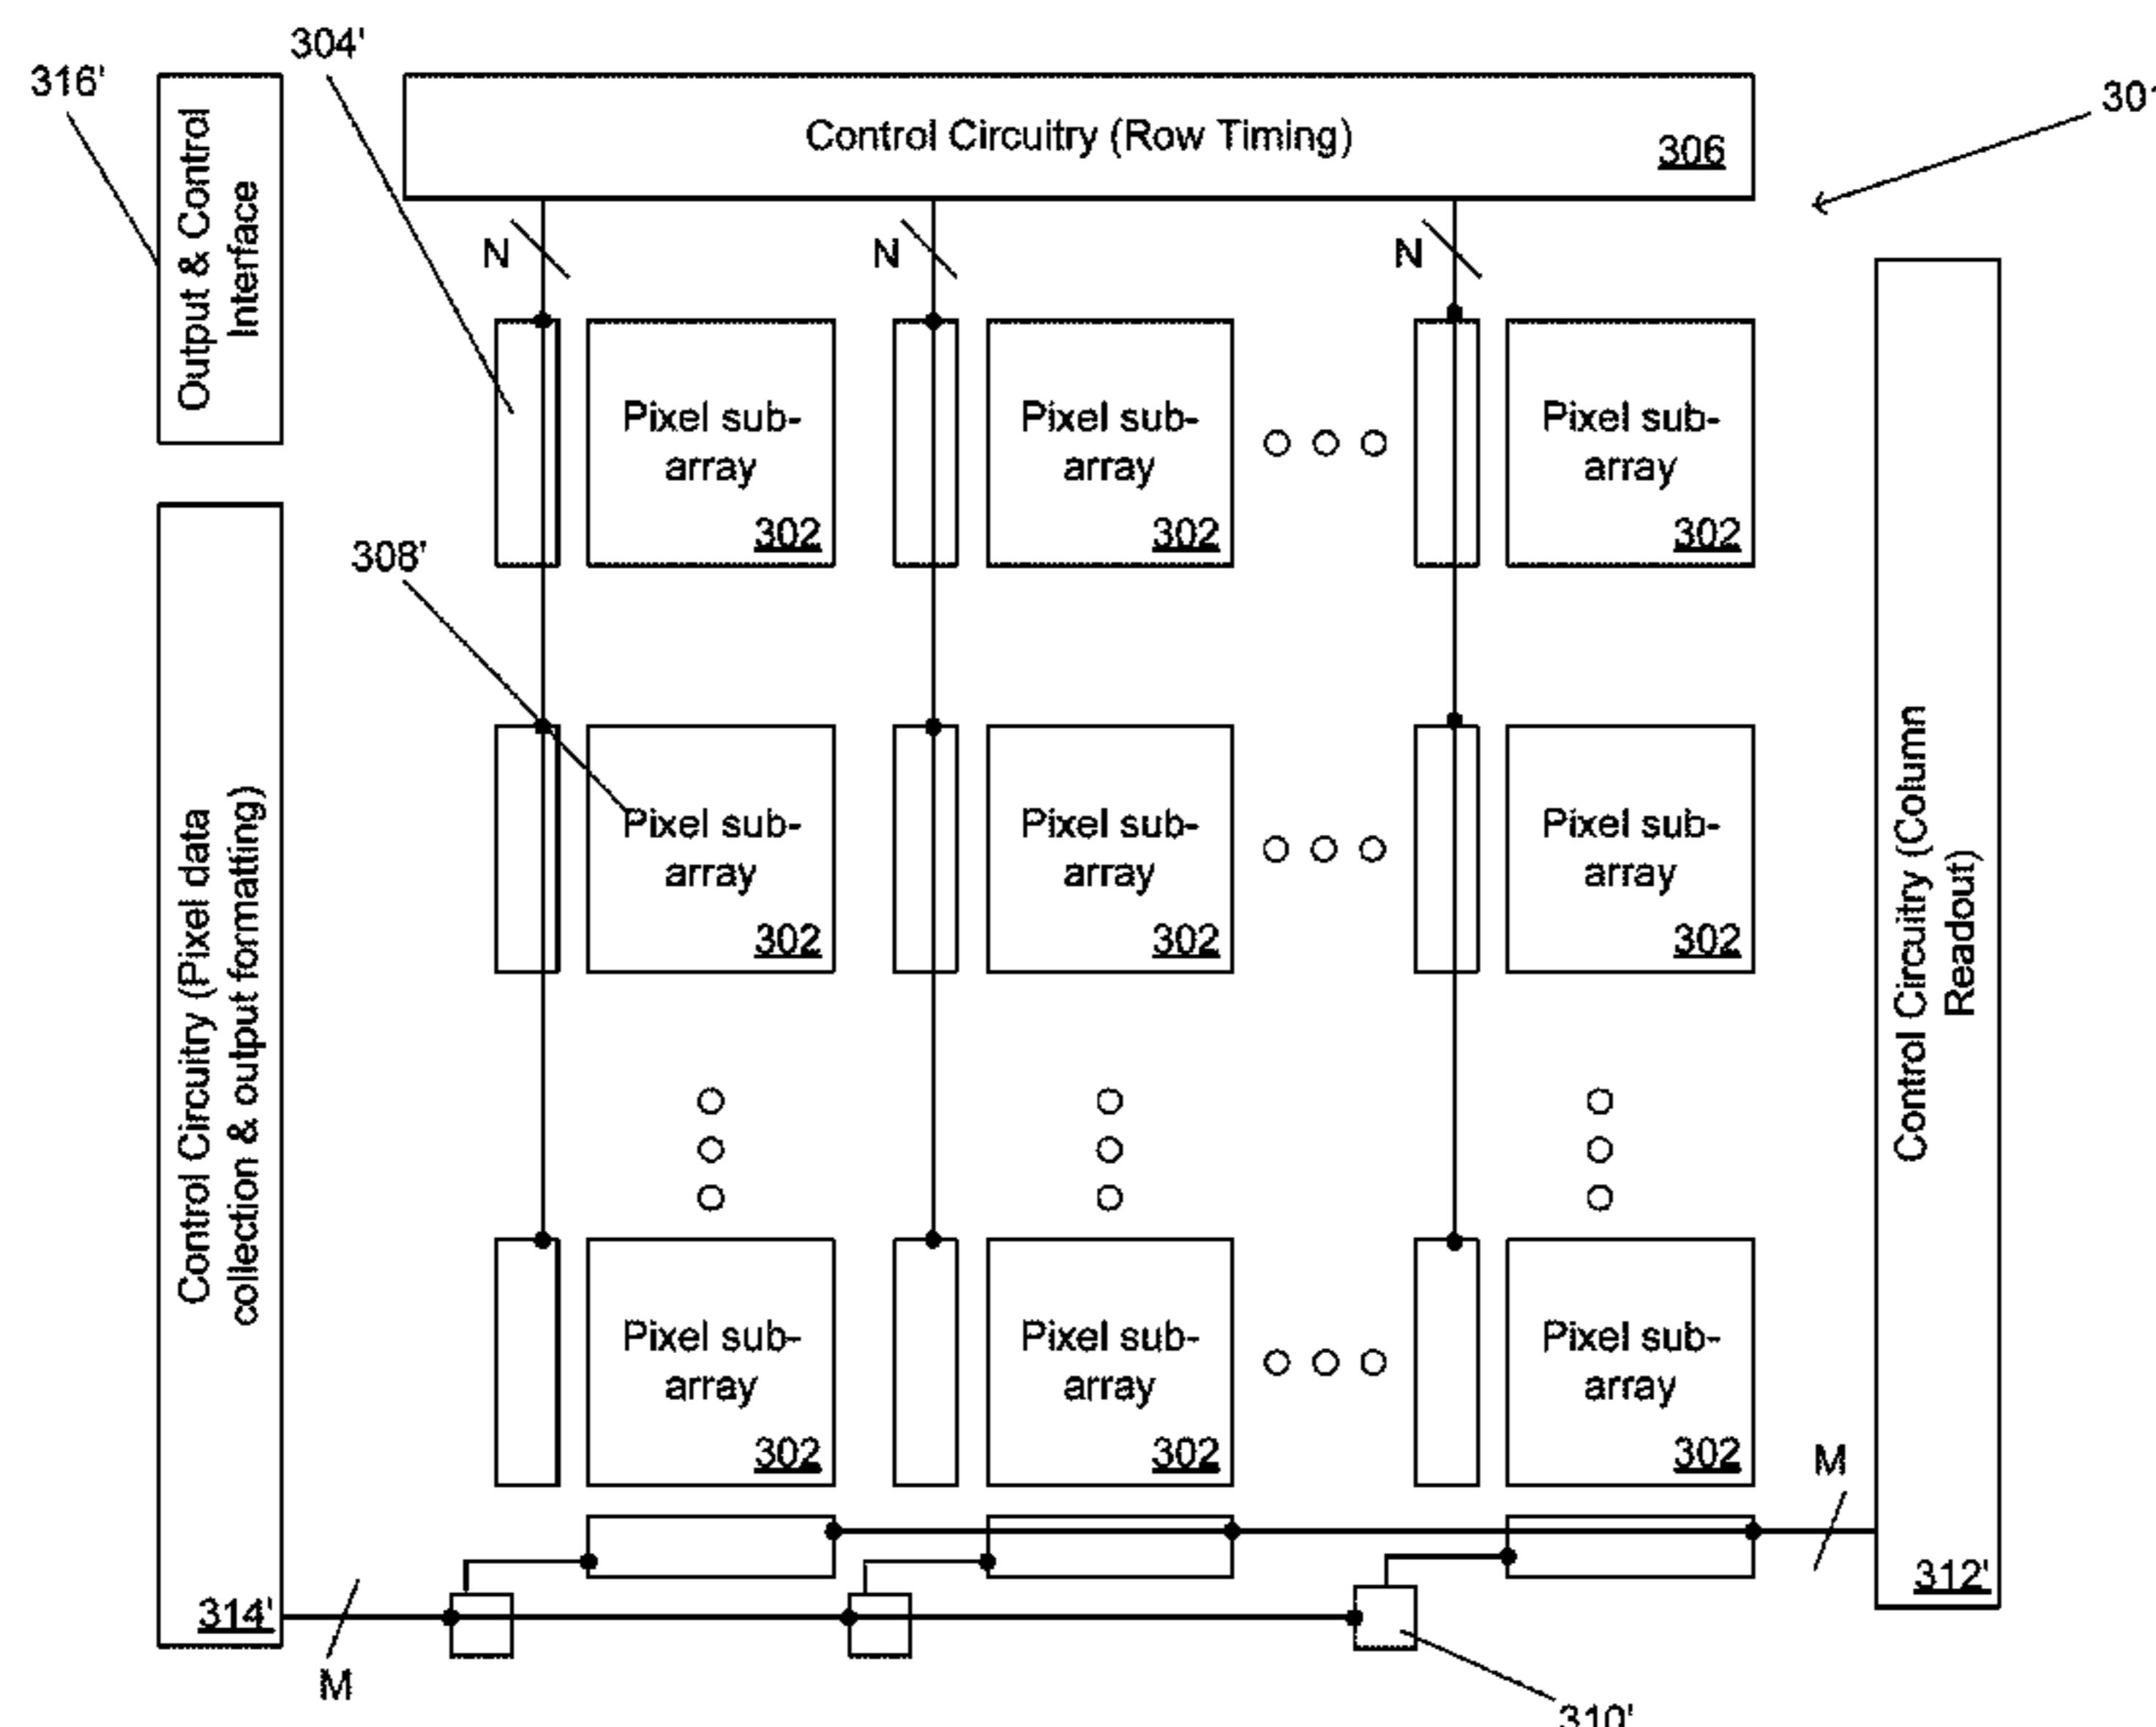 304'
316'
301
Output & Control
Interface
Control Circuitry (Row Timing)
306
N
N
N
Pixel sub-
array
302
Pixel sub-
array
302
Pixel sub-
array
302
308'
Pixel sub-
array
302
Pixel sub-
array
302
Pixel sub-
array
302
Control Circuitry (Pixel data
collection & output formatting)
314'
Control Circuitry (Column
Readout)
312'
Pixel sub-
array
302
Pixel sub-
array
302
Pixel sub-
array
302
M
M
310'